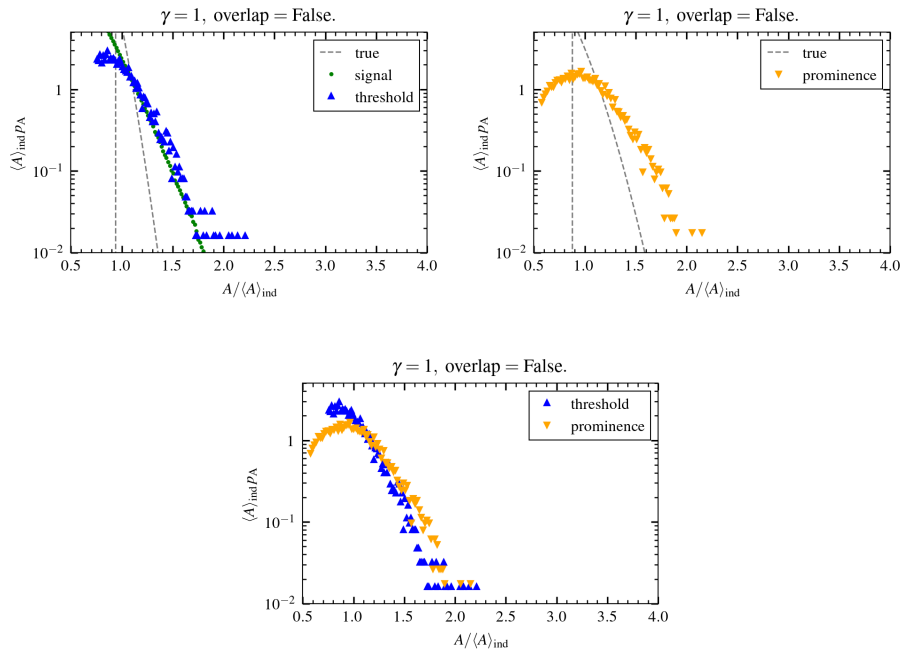 γ = 1, overlap = False.
true
signal
threshold
1
10⁻¹
10⁻²
⟨A⟩ind pA
0.5 1.0 1.5 2.0 2.5 3.0 3.5 4.0
A/⟨A⟩ind
γ = 1, overlap = False.
true
prominence
1
10⁻¹
10⁻²
⟨A⟩ind pA
0.5 1.0 1.5 2.0 2.5 3.0 3.5 4.0
A/⟨A⟩ind
γ = 1, overlap = False.
threshold
prominence
1
10⁻¹
10⁻²
⟨A⟩ind pA
0.5 1.0 1.5 2.0 2.5 3.0 3.5 4.0
A/⟨A⟩ind